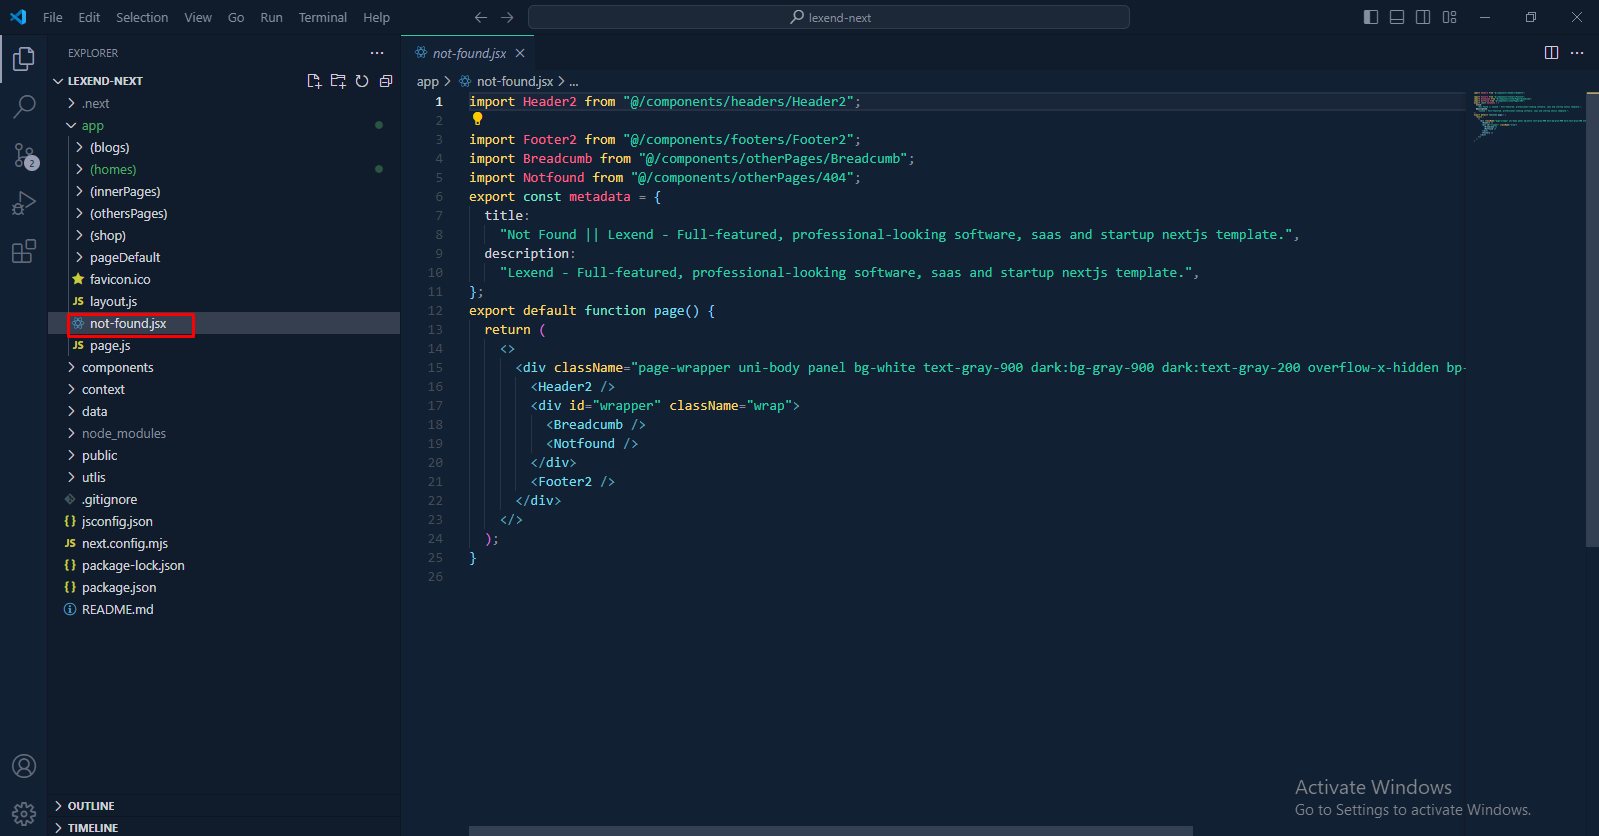 File Edit Selection View Go Run Terminal Help
lexend-next
EXPLORER
LEXEND-NEXT
.next
app
(blogs)
(homes)
(innerPages)
(othersPages)
(shop)
pageDefault
favicon.ico
JS layout.js
not-found.jsx
JS page.js
components
context
data
node_modules
public
utlis
.gitignore
{} jsconfig.json
JS next.config.mjs
{} package-lock.json
{} package.json
README.md
OUTLINE
TIMELINE
2
not-found.jsx
app > not-found.jsx > ...
1 import Header2 from "@/components/headers/Header2";
2
3 import Footer2 from "@/components/footers/Footer2";
4 import Breadcumb from "@/components/otherPages/Breadcumb";
5 import Notfound from "@/components/otherPages/404";
6 export const metadata = {
7 title:
8 "Not Found || Lexend - Full-featured, professional-looking software, saas and startup nextjs template.",
9 description:
10 "Lexend - Full-featured, professional-looking software, saas and startup nextjs template.",
11 };
12 export default function page() {
13 return (
14 <>
15 <div className="page-wrapper uni-body panel bg-white text-gray-900 dark:bg-gray-900 dark:text-gray-200 overflow-x-hidden bp-
16 <Header2 />
17 <div id="wrapper" className="wrap">
18 <Breadcumb />
19 <Notfound />
20 </div>
21 <Footer2 />
22 </div>
23 </>
24 );
25 }
26
Activate Windows
Go to Settings to activate Windows.